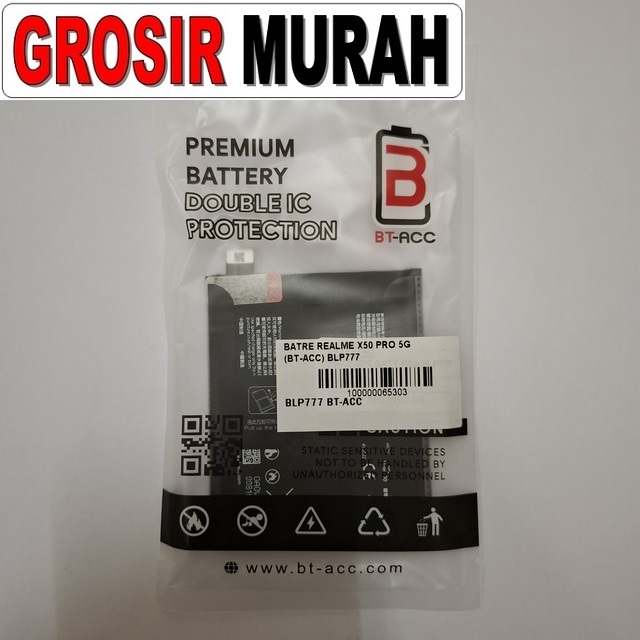 GROSIR MURAH
PREMIUM
BATTERY
DOUBLE IC
PROTECTION
B
BT-ACC
BATRE REALME X50 PRO 5G
(BT-ACC) BLP777
100000065303
BLP777 BT-ACC
CAUTION
STATIC SENSITIVE DEVICES
NOT TO BE HANDLED BY
UNAUTHORIZED PERSONNEL
www.bt-acc.com